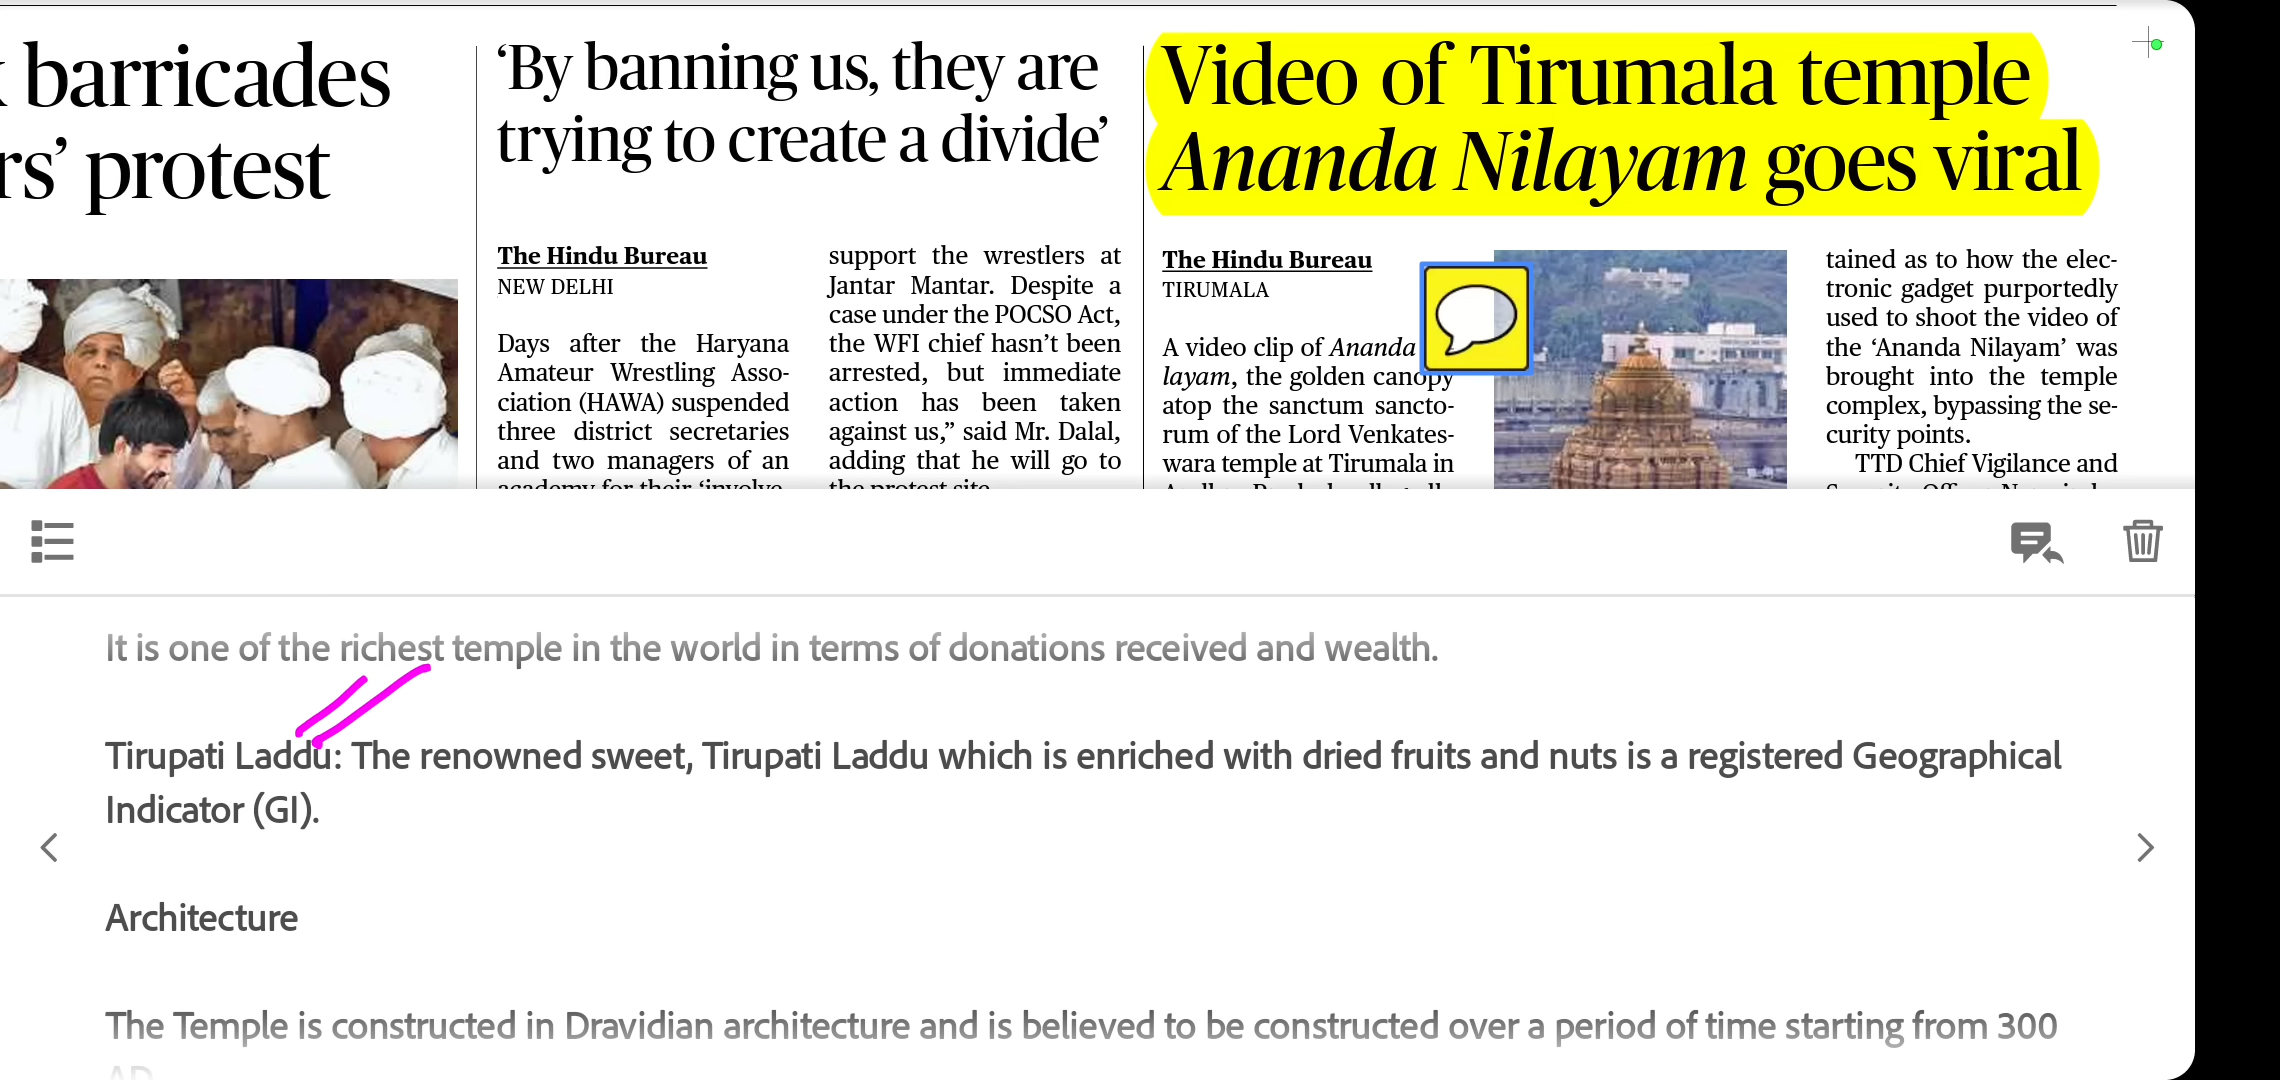 barricades
rs’ protest
‘By banning us, they are
trying to create a divide’
The Hindu Bureau
NEW DELHI
Days after the Haryana
Amateur Wrestling Asso-
ciation (HAWA) suspended
three district secretaries
and two managers of an
academy for their ‘involve-
support the wrestlers at
Jantar Mantar. Despite a
case under the POCSO Act,
the WFI chief hasn’t been
arrested, but immediate
action has been taken
against us,” said Mr. Dalal,
adding that he will go to
the protest site.
Video of Tirumala temple
Ananda Nilayam goes viral
The Hindu Bureau
TIRUMALA
A video clip of Ananda
layam, the golden canopy
atop the sanctum sancto-
rum of the Lord Venkates-
wara temple at Tirumala in
tained as to how the elec-
tronic gadget purportedly
used to shoot the video of
the ‘Ananda Nilayam’ was
brought into the temple
complex, bypassing the se-
curity points.
TTD Chief Vigilance and
It is one of the richest temple in the world in terms of donations received and wealth.
Tirupati Laddu: The renowned sweet, Tirupati Laddu which is enriched with dried fruits and nuts is a registered Geographical
Indicator (GI).
Architecture
The Temple is constructed in Dravidian architecture and is believed to be constructed over a period of time starting from 300
AD